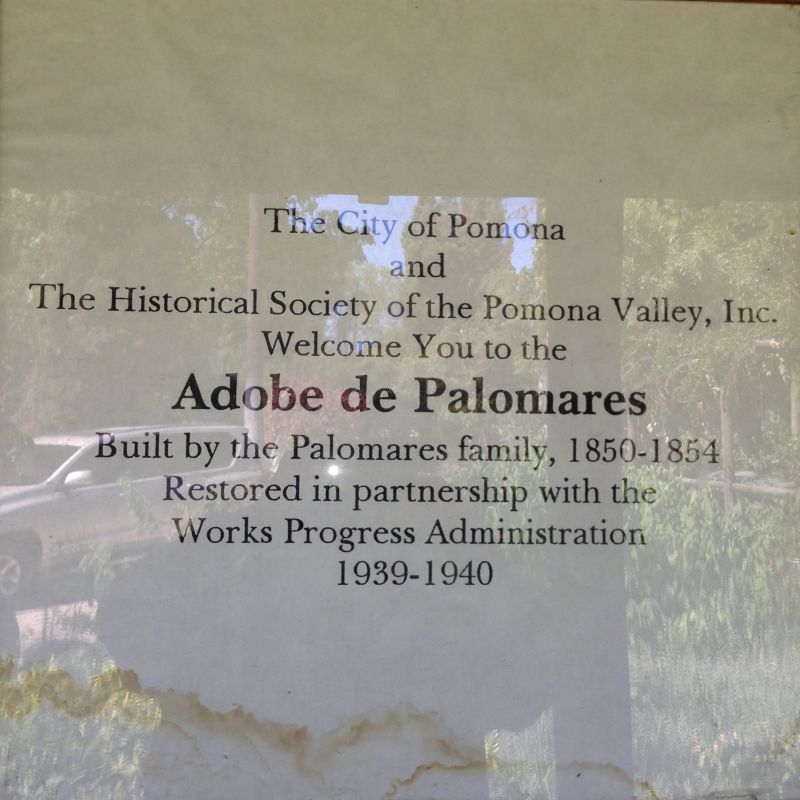 The City of Pomona
and
The Historical Society of the Pomona Valley, Inc.
Welcome You to the
Adobe de Palomares
Built by the Palomares family, 1850-1854
Restored in partnership with the
Works Progress Administration
1939-1940